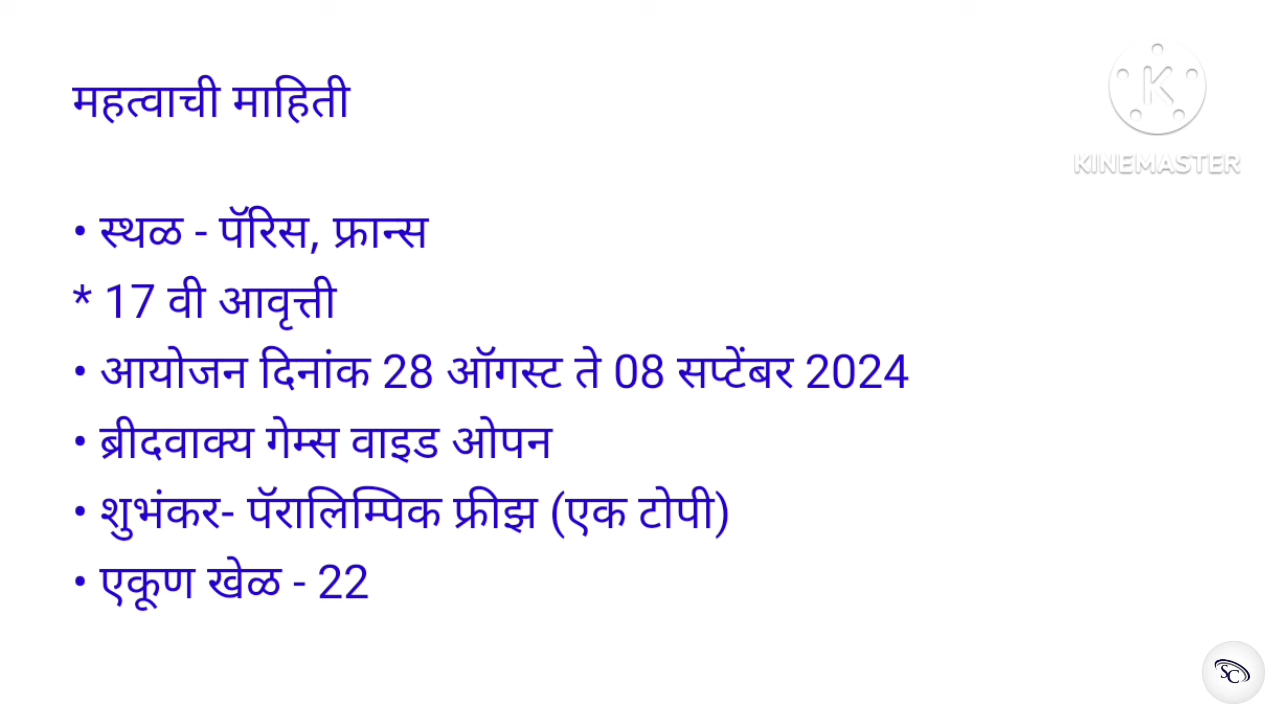 महत्वाची माहिती
KINEMASTER
• स्थळ - पॅरिस, फ्रान्स
* 17 वी आवृत्ती
• आयोजन दिनांक 28 ऑगस्ट ते 08 सप्टेंबर 2024
• ब्रीदवाक्य गेम्स वाइड ओपन
• शुभंकर- पॅरालिम्पिक फ्रीझ (एक टोपी)
• एकूण खेळ - 22
SC